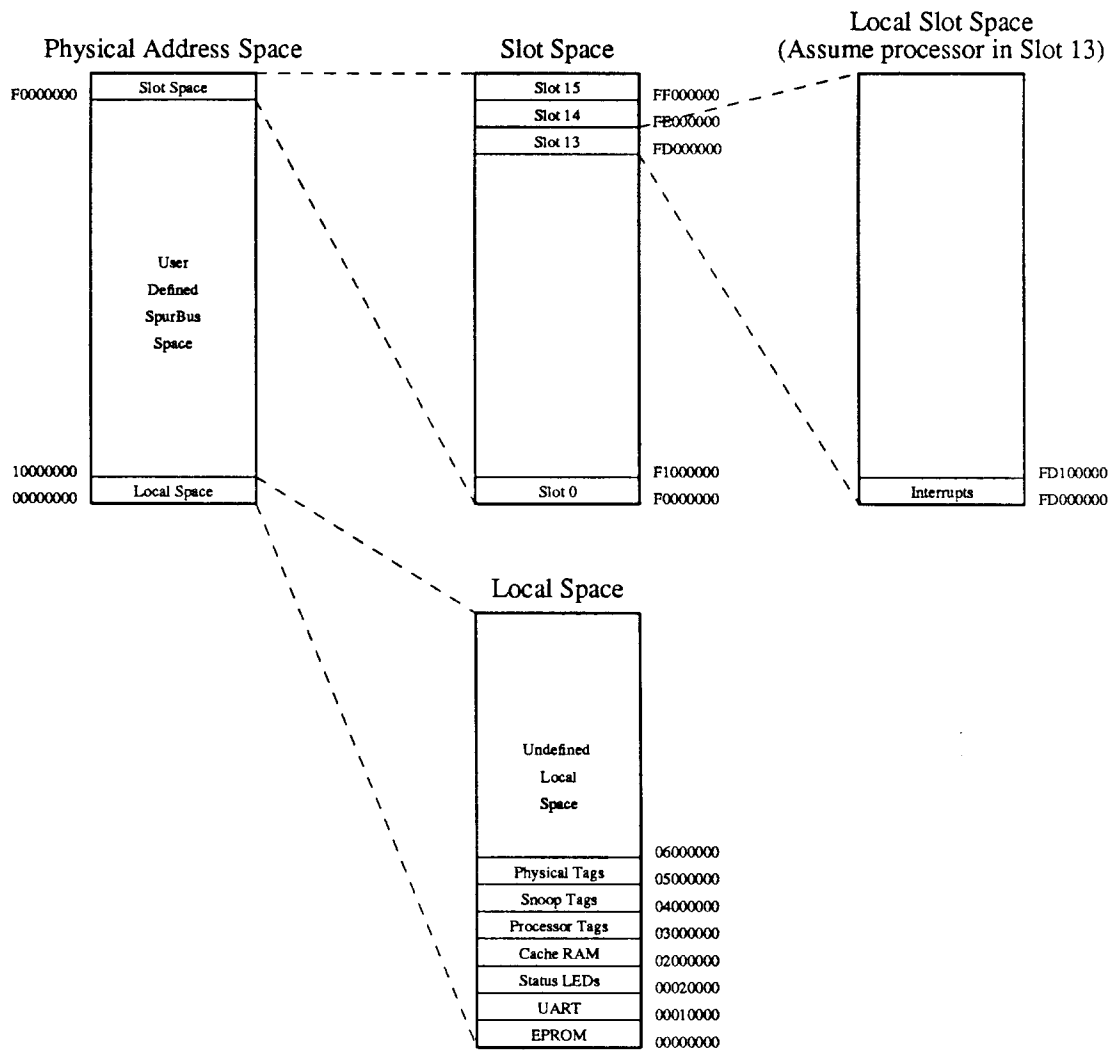 Local Slot Space
(Assume processor in Slot 13)
Physical Address Space
Slot Space
F0000000
Slot Space
User
Defined
SpurBus
Space
10000000
00000000
Local Space
Slot 15
FF000000
Slot 14
FE000000
Slot 13
FD000000
F1000000
Slot 0
F0000000
FD100000
Interrupts
FD000000
Local Space
Undefined
Local
Space
06000000
Physical Tags
05000000
Snoop Tags
04000000
Processor Tags
03000000
Cache RAM
02000000
Status LEDs
00020000
UART
00010000
EPROM
00000000